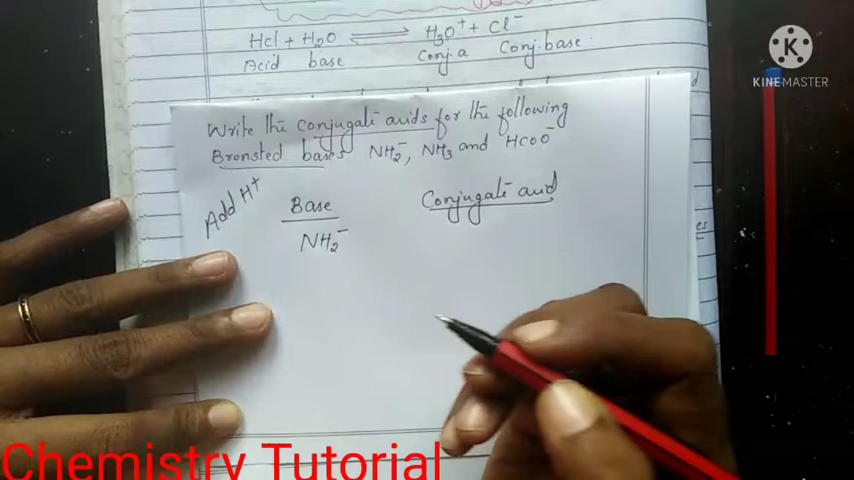 Hcl + H2O ⇌ H3O+ + Cl−
Acid base Conj.a Conj.base.
KINEMASTER
Write the conjugate acids for the following
Bronsted bases NH2−, NH3 and HCOO−
Add H+
Base Conjugate acid
NH2−
Chemistry Tutorial